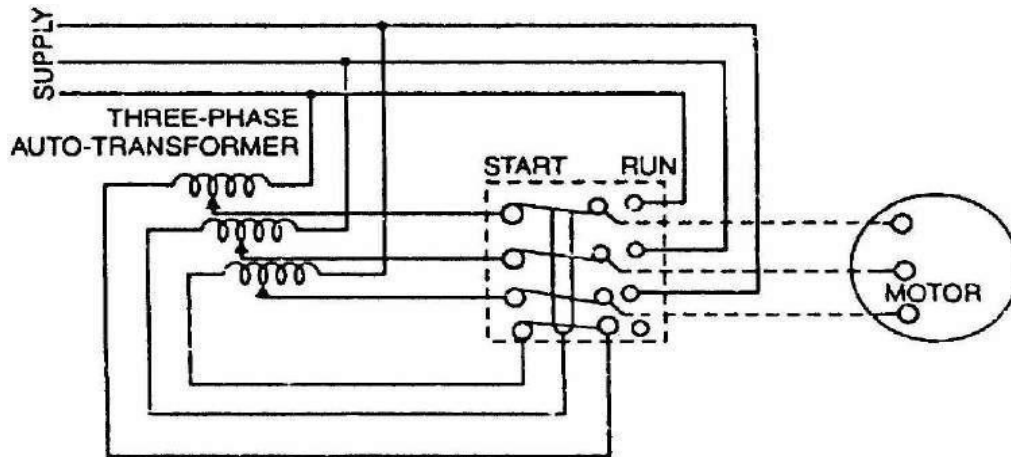 SUPPLY
THREE-PHASE
AUTO-TRANSFORMER
START RUN
MOTOR